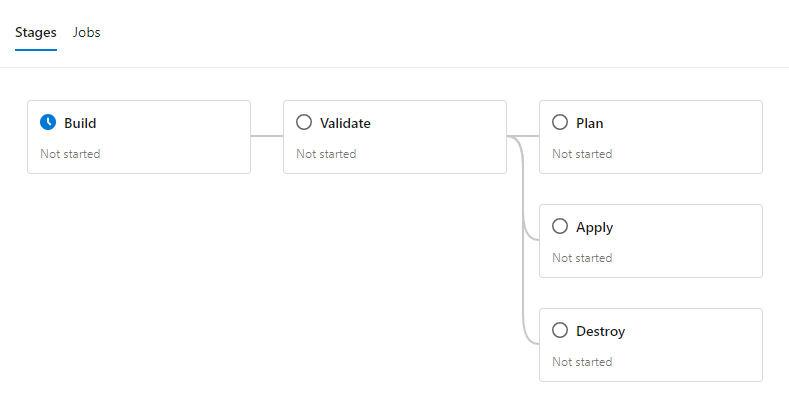 Stages Jobs
Build
Not started
Validate
Not started
Plan
Not started
Apply
Not started
Destroy
Not started